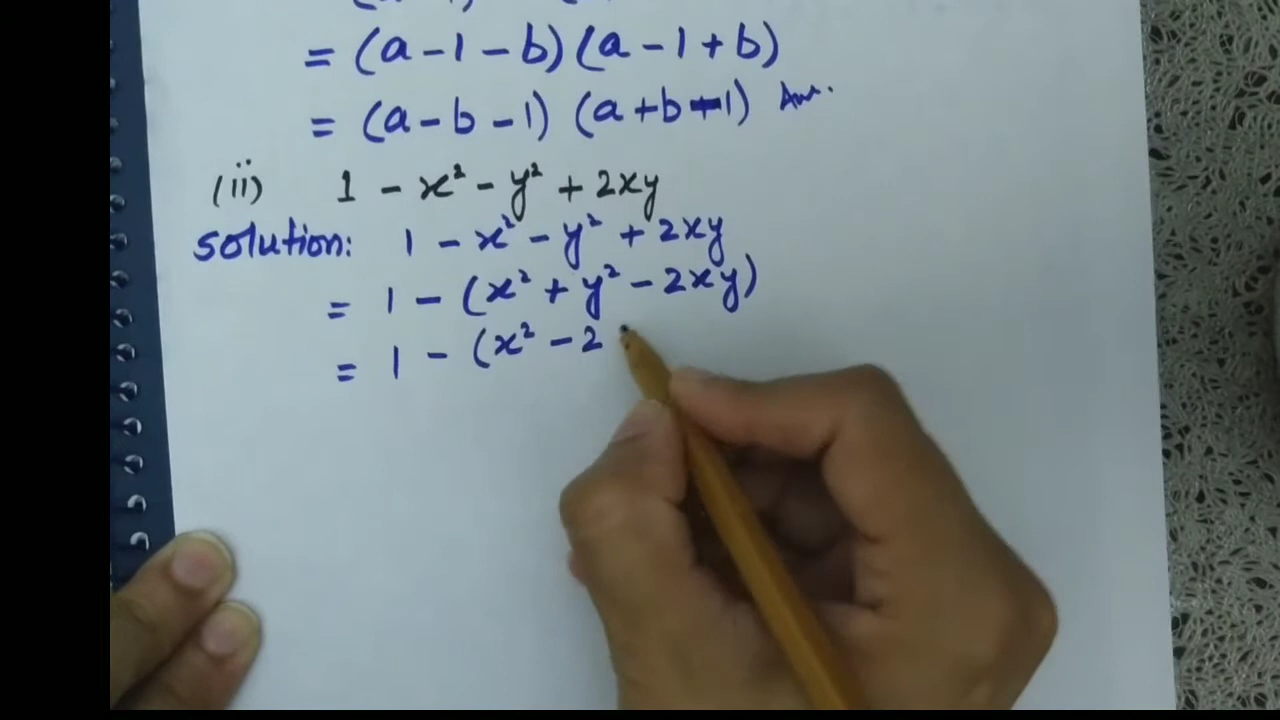 = (a - 1 - b) (a - 1 + b)
= (a - b - 1) (a + b - 1) Ans.
(ii) 1 - x² - y² + 2xy
Solution: 1 - x² - y² + 2xy
= 1 - (x² + y² - 2xy)
= 1 - (x² - 2